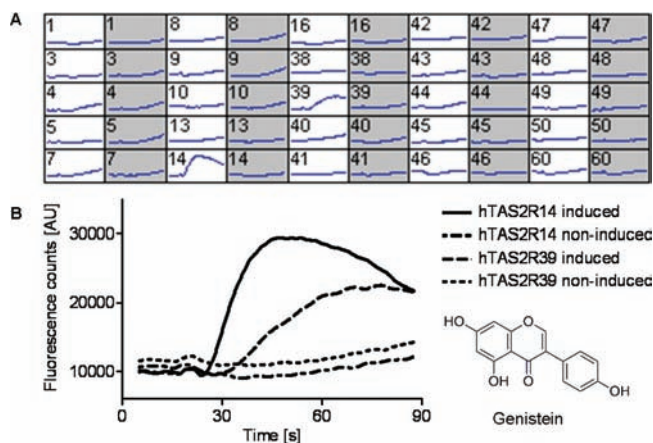 A
1 1 8 8 16 16 42 42 47 47
3 3 9 9 38 38 43 43 48 48
4 4 10 10 39 39 44 44 49 49
5 5 13 13 40 40 45 45 50 50
7 7 14 14 41 41 46 46 60 60
B
Fluorescence counts [AU]
30000
20000
10000
0 30 60 90
Time [s]
hTAS2R14 induced
hTAS2R14 non-induced
hTAS2R39 induced
hTAS2R39 non-induced
HO
O
OH
O
OH
Genistein